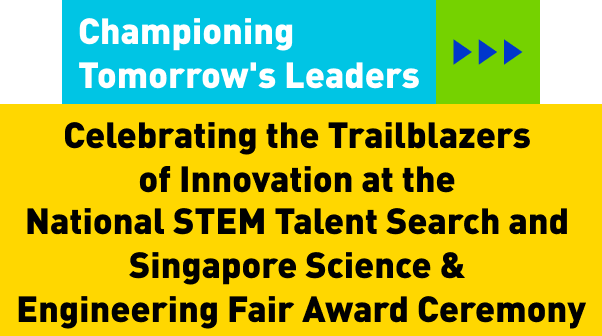 Championing
Tomorrow's Leaders
Celebrating the Trailblazers
of Innovation at the
National STEM Talent Search and
Singapore Science &
Engineering Fair Award Ceremony